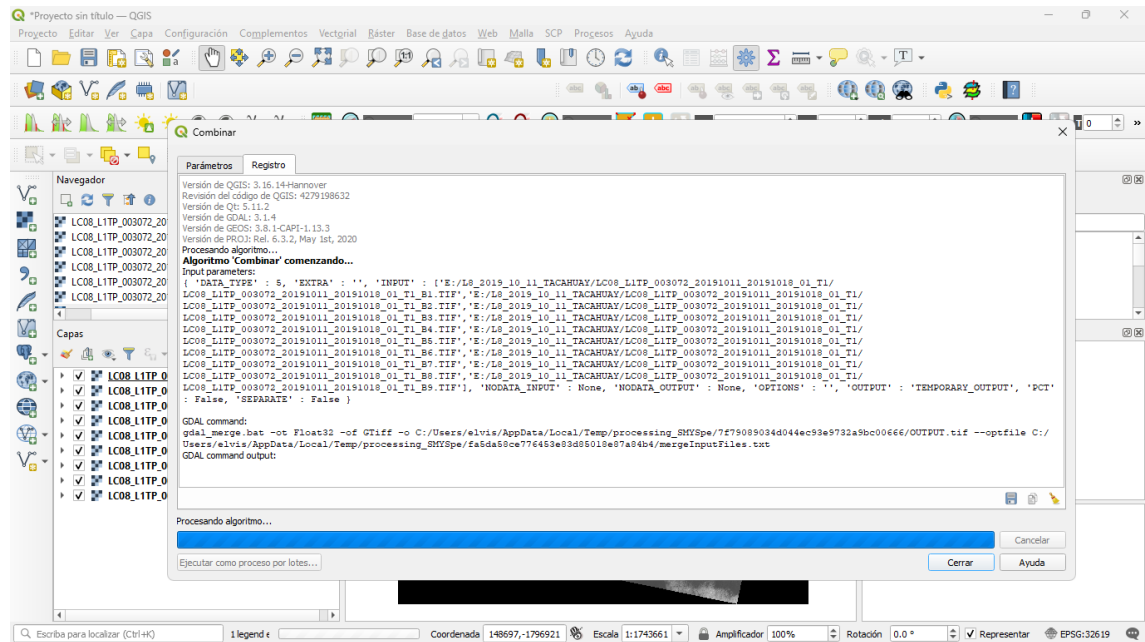 *Proyecto sin título — QGIS
Proyecto Editar Ver Capa Configuración Complementos Vectorial Ráster Base de datos Web Malla SCP Procesos Ayuda
Combinar
Parámetros Registro
Navegador
LC08_L1TP_003072_20
LC08_L1TP_003072_20
LC08_L1TP_003072_20
LC08_L1TP_003072_20
LC08_L1TP_003072_20
LC08_L1TP_003072_20
Capas
LC08_L1TP_0
LC08_L1TP_0
LC08_L1TP_0
LC08_L1TP_0
LC08_L1TP_0
LC08_L1TP_0
LC08_L1TP_0
LC08_L1TP_0
LC08_L1TP_0
Versión de QGIS: 3.16.14-Hannover
Revisión del código de QGIS: 4279198632
Versión de Qt: 5.11.2
Versión de GDAL: 3.1.4
Versión de GEOS: 3.8.1-CAPI-1.13.3
Versión de PROJ: Rel. 6.3.2, May 1st, 2020
Procesando algoritmo...
Algoritmo 'Combinar' comenzando...
Input parameters:
{ 'DATA_TYPE' : 5, 'EXTRA' : '', 'INPUT' : ['E:/L8_2019_10_11_TACAHUAY/LC08_L1TP_003072_20191011_20191018_01_T1/
LC08_L1TP_003072_20191011_20191018_01_T1_B1.TIF','E:/L8_2019_10_11_TACAHUAY/LC08_L1TP_003072_20191011_20191018_01_T1/
LC08_L1TP_003072_20191011_20191018_01_T1_B2.TIF','E:/L8_2019_10_11_TACAHUAY/LC08_L1TP_003072_20191011_20191018_01_T1/
LC08_L1TP_003072_20191011_20191018_01_T1_B3.TIF','E:/L8_2019_10_11_TACAHUAY/LC08_L1TP_003072_20191011_20191018_01_T1/
LC08_L1TP_003072_20191011_20191018_01_T1_B4.TIF','E:/L8_2019_10_11_TACAHUAY/LC08_L1TP_003072_20191011_20191018_01_T1/
LC08_L1TP_003072_20191011_20191018_01_T1_B5.TIF','E:/L8_2019_10_11_TACAHUAY/LC08_L1TP_003072_20191011_20191018_01_T1/
LC08_L1TP_003072_20191011_20191018_01_T1_B6.TIF','E:/L8_2019_10_11_TACAHUAY/LC08_L1TP_003072_20191011_20191018_01_T1/
LC08_L1TP_003072_20191011_20191018_01_T1_B7.TIF','E:/L8_2019_10_11_TACAHUAY/LC08_L1TP_003072_20191011_20191018_01_T1/
LC08_L1TP_003072_20191011_20191018_01_T1_B8.TIF','E:/L8_2019_10_11_TACAHUAY/LC08_L1TP_003072_20191011_20191018_01_T1/
LC08_L1TP_003072_20191011_20191018_01_T1_B9.TIF'], 'NODATA_INPUT' : None, 'NODATA_OUTPUT' : None, 'OPTIONS' : '', 'OUTPUT' : 'TEMPORARY_OUTPUT', 'PCT'
: False, 'SEPARATE' : False }
GDAL command:
gdal_merge.bat -ot Float32 -of GTiff -o C:/Users/elvis/AppData/Local/Temp/processing_SMYSpe/7f79089034d044ec93e9732a9bc00666/OUTPUT.tif --optfile C:/
Users/elvis/AppData/Local/Temp/processing_SMYSpe/fa5da58ce776453e83d85018e87a84b4/mergeInputFiles.txt
GDAL command output:
Procesando algoritmo...
Cancelar
Ejecutar como proceso por lotes...
Cerrar Ayuda
Escriba para localizar (Ctrl+K) 1 legend e Coordenada 148697,-1796921 Escala 1:1743661 Amplificador 100% Rotación 0.0 ° Representar EPSG:32619